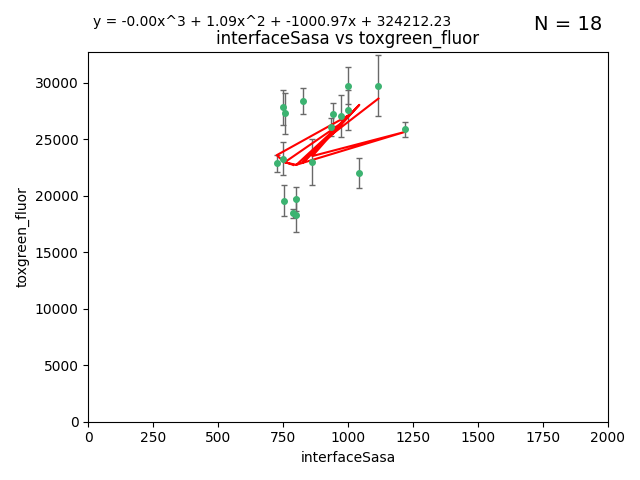 y = -0.00x^3 + 1.09x^2 + -1000.97x + 324212.23
N = 18
interfaceSasa vs toxgreen_fluor
30000
25000
20000
15000
10000
5000
0
toxgreen_fluor
0 250 500 750 1000 1250 1500 1750 2000
interfaceSasa